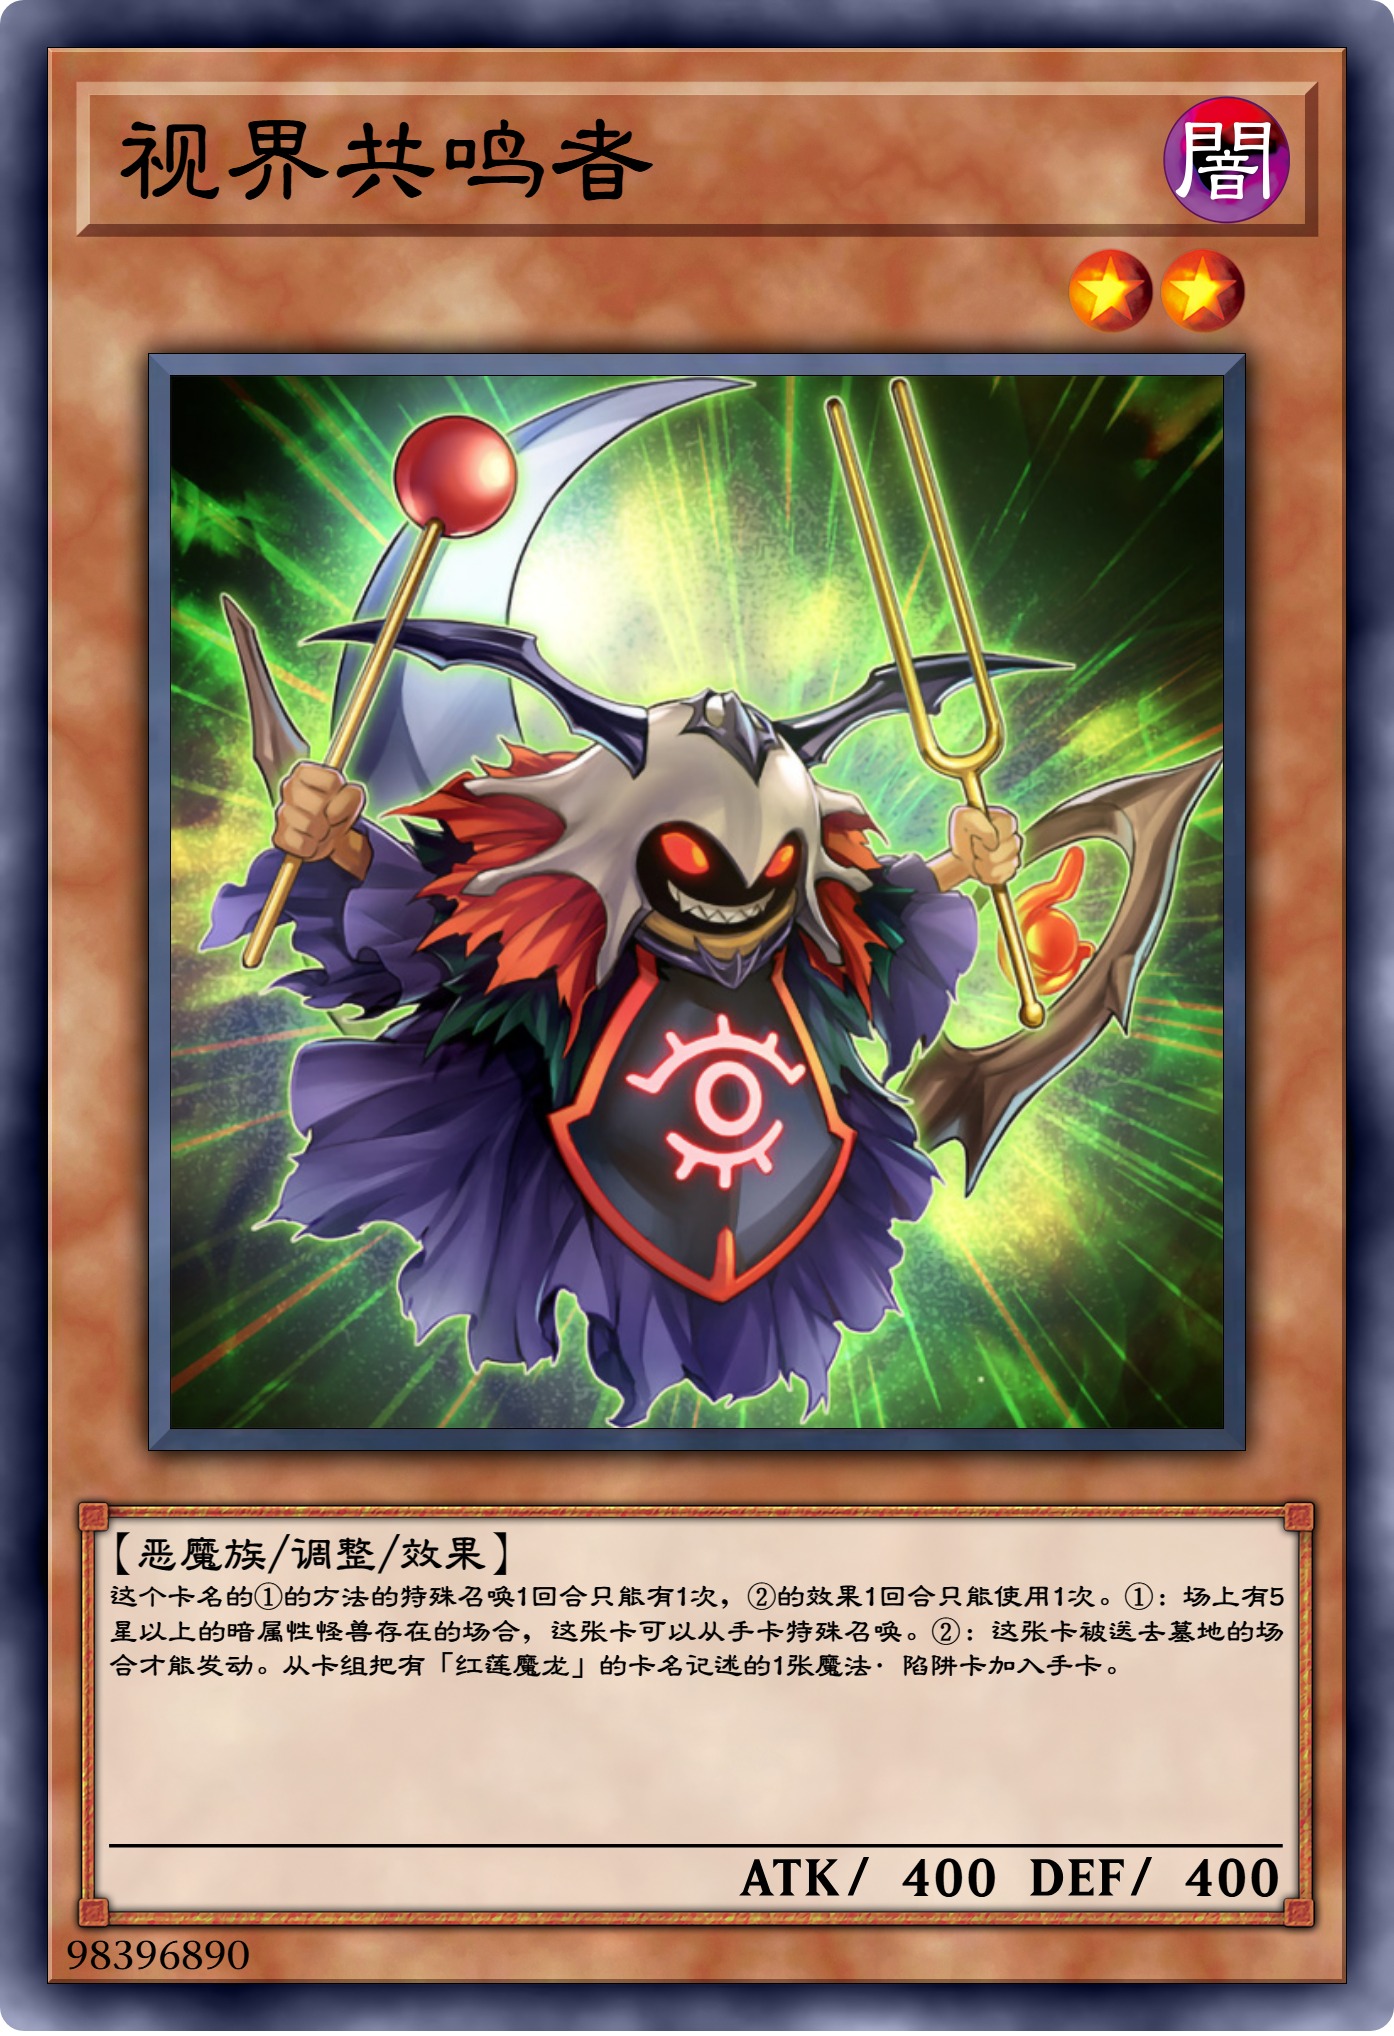 视界共鸣者
闇
【恶魔族/调整/效果】
这个卡名的①的方法的特殊召唤1回合只能有1次，②的效果1回合只能使用1次。①：场上有5
星以上的暗属性怪兽存在的场合，这张卡可以从手卡特殊召唤。②：这张卡被送去墓地的场
合才能发动。从卡组把有「红莲魔龙」的卡名记述的1张魔法·陷阱卡加入手卡。
ATK/ 400 DEF/ 400
98396890